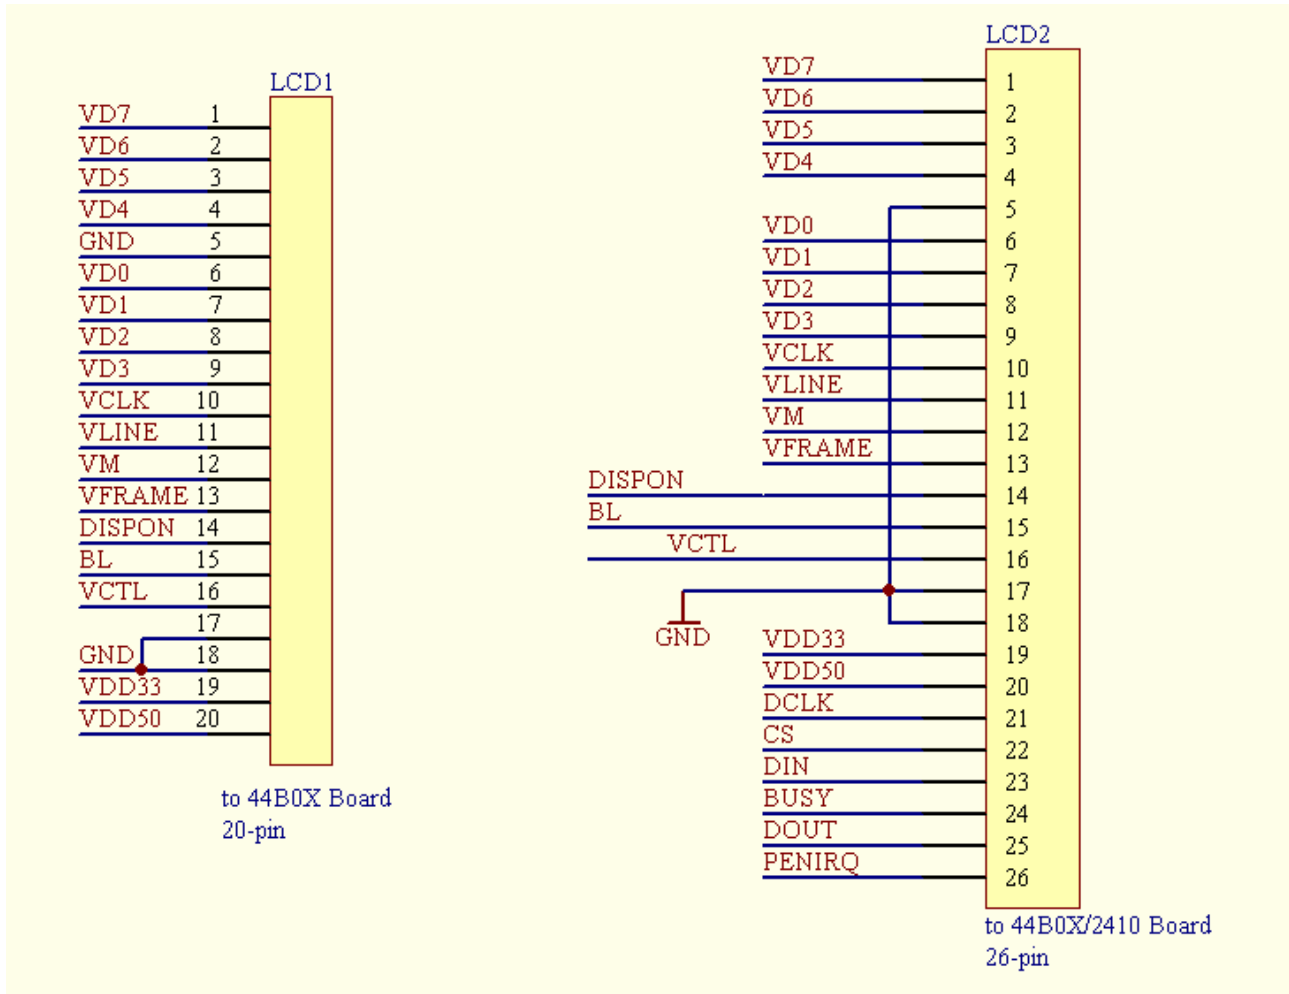 LCD1
VD7 1
VD6 2
VD5 3
VD4 4
GND 5
VD0 6
VD1 7
VD2 8
VD3 9
VCLK 10
VLINE 11
VM 12
VFRAME 13
DISPON 14
BL 15
VCTL 16
17
GND 18
VDD33 19
VDD50 20
to 44B0X Board
20-pin
LCD2
VD7 1
VD6 2
VD5 3
VD4 4
5
VD0 6
VD1 7
VD2 8
VD3 9
VCLK 10
VLINE 11
VM 12
VFRAME 13
DISPON 14
BL 15
VCTL 16
17
GND 18
VDD33 19
VDD50 20
DCLK 21
CS 22
DIN 23
BUSY 24
DOUT 25
PENIRQ 26
to 44B0X/2410 Board
26-pin